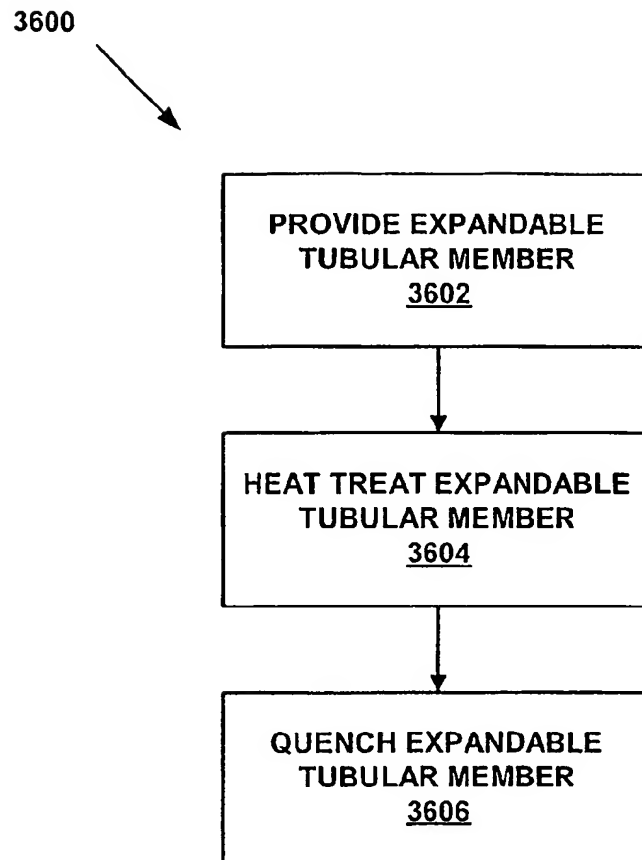 3600
PROVIDE EXPANDABLE
TUBULAR MEMBER
3602
HEAT TREAT EXPANDABLE
TUBULAR MEMBER
3604
QUENCH EXPANDABLE
TUBULAR MEMBER
3606